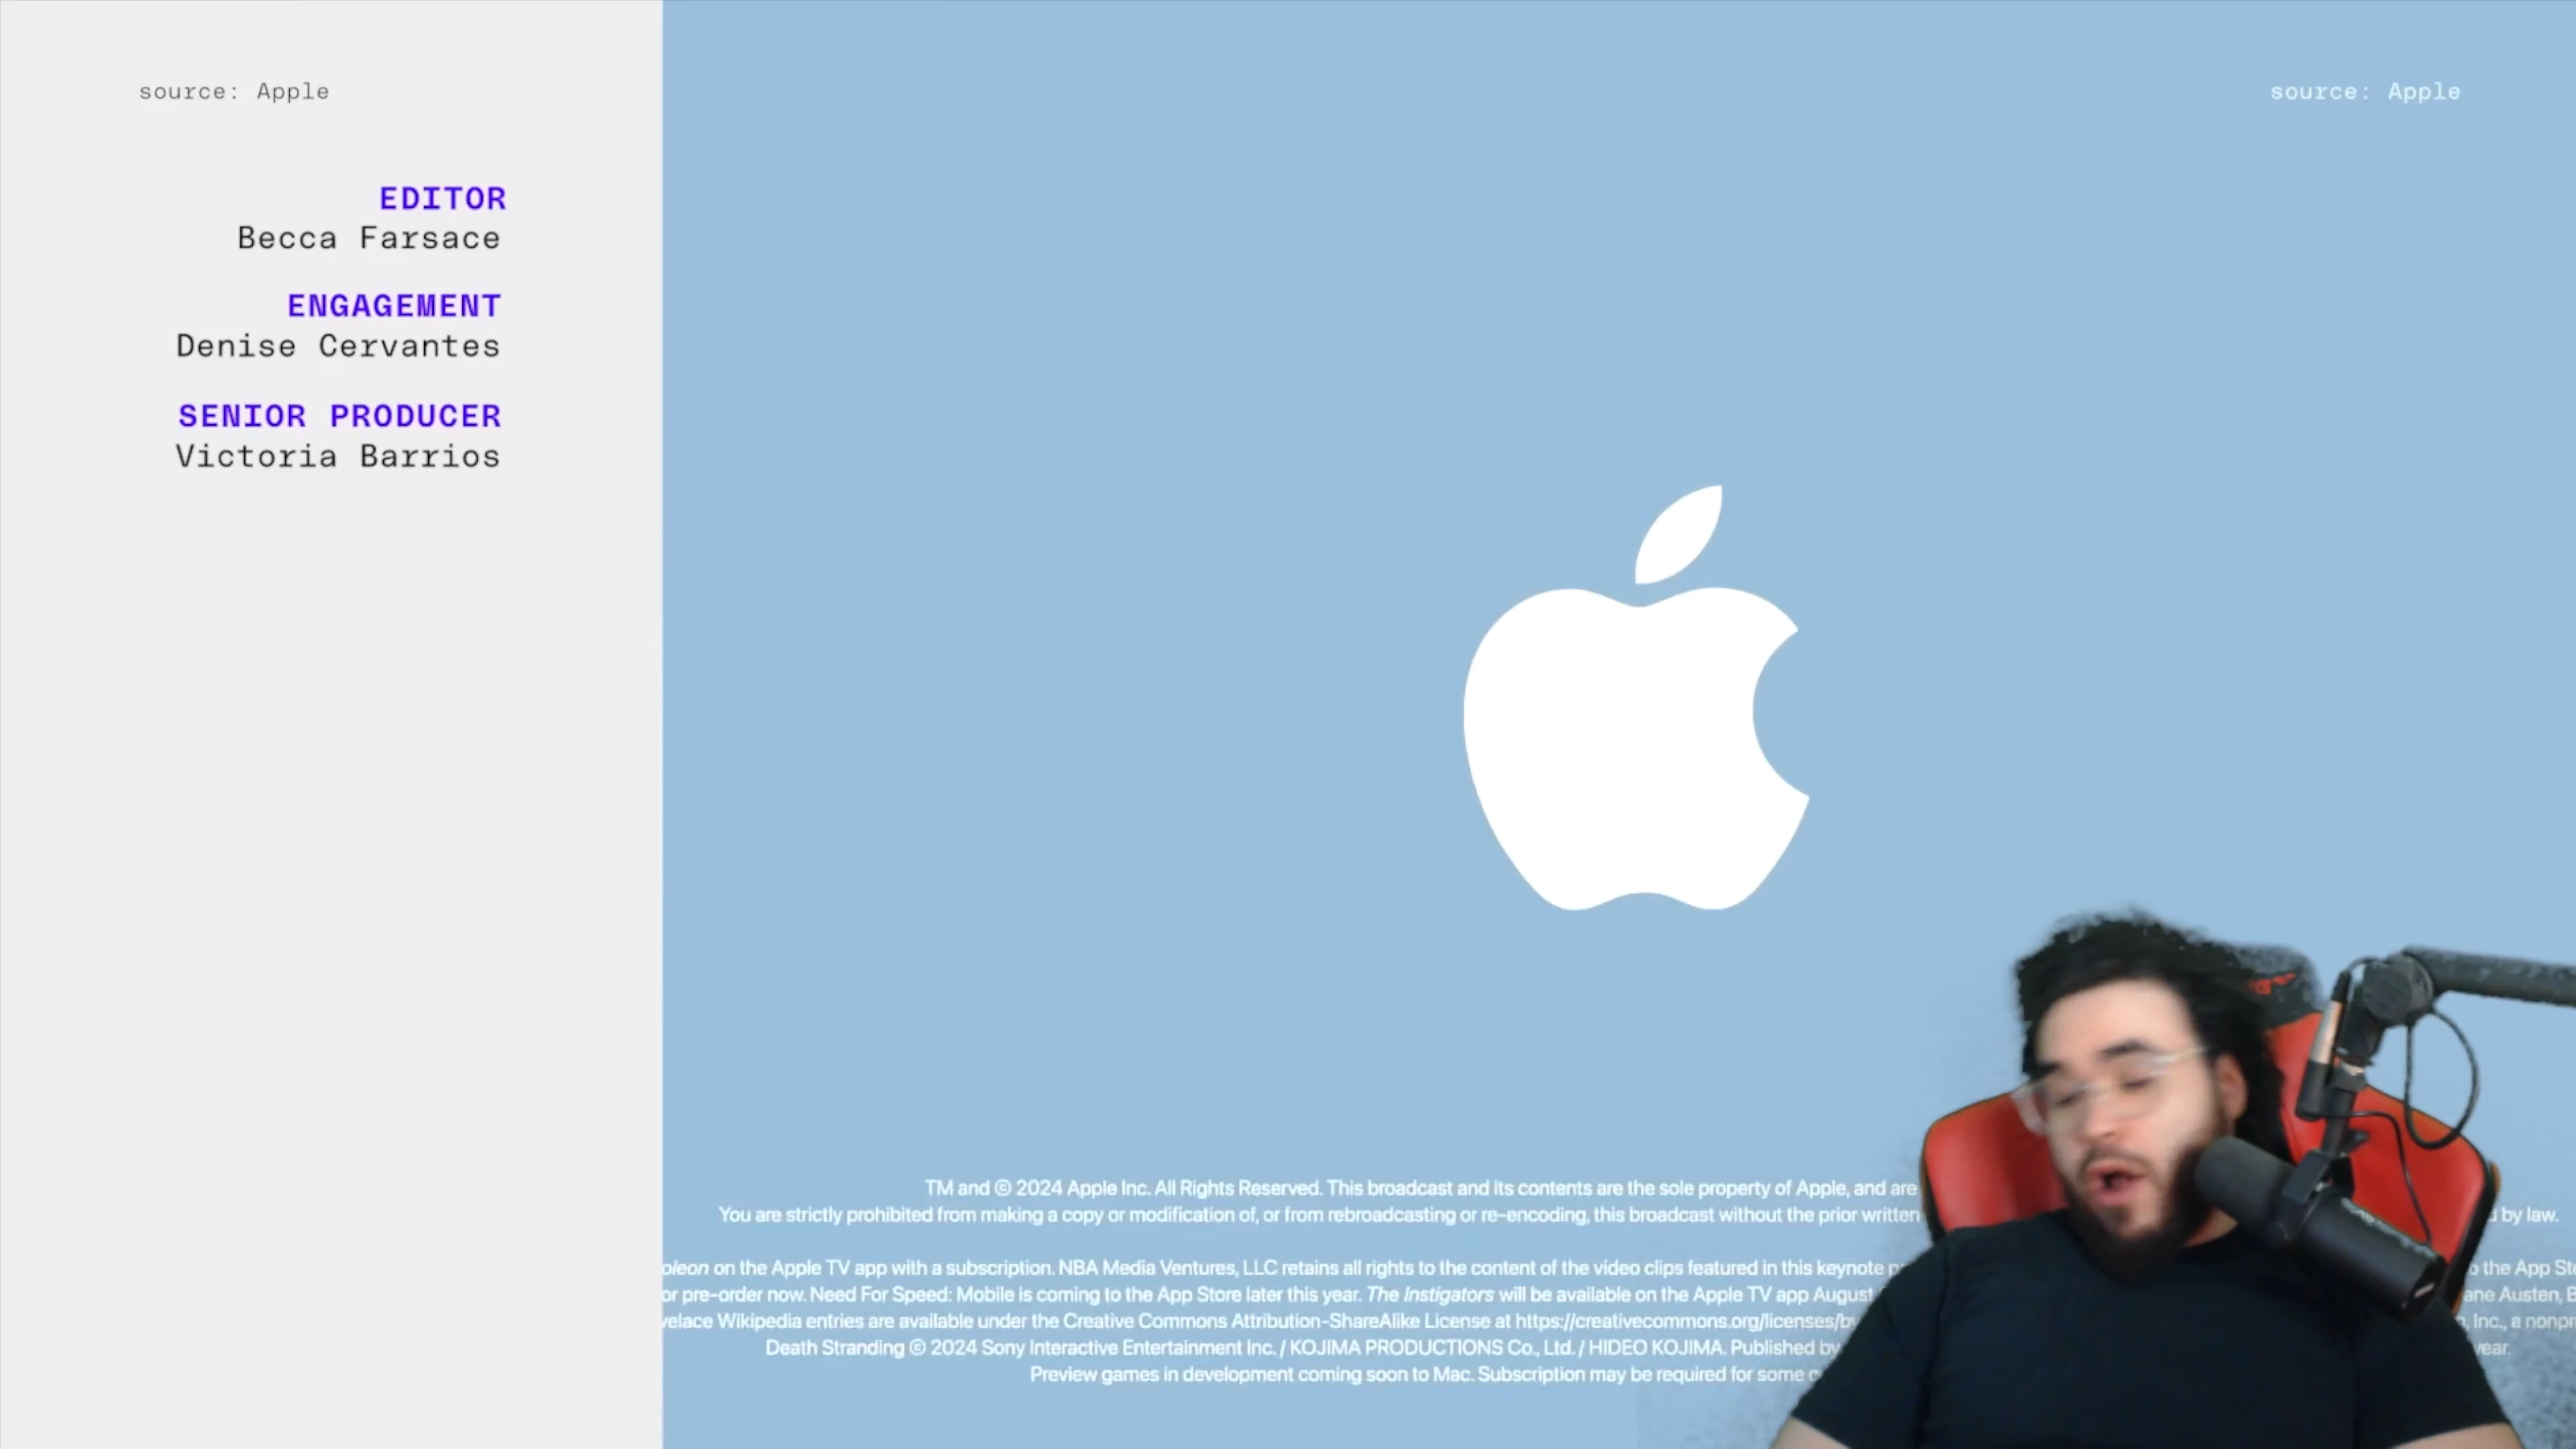 source: Apple
source: Apple
EDITOR
Becca Farsace
ENGAGEMENT
Denise Cervantes
SENIOR PRODUCER
Victoria Barrios
TM and © 2024 Apple Inc. All Rights Reserved. This broadcast and its contents are the sole property of Apple, and are
You are strictly prohibited from making a copy or modification of, or from rebroadcasting or re-encoding, this broadcast without the prior written by law.
on the Apple TV app with a subscription. NBA Media Ventures, LLC retains all rights to the content of the video clips featured in this keynote the App
or pre-order now. Need For Speed: Mobile is coming to the App Store later this year. The Instigators will be available on the Apple TV app August Austen,
Wikipedia entries are available under the Creative Commons Attribution-ShareAlike License at https://creativecommons.org/licenses/ Inc., a
Death Stranding © 2024 Sony Interactive Entertainment Inc. / KOJIMA PRODUCTIONS Co., Ltd. / HIDEO KOJIMA. Published by year.
Preview games in development coming soon to Mac. Subscription may be required for some